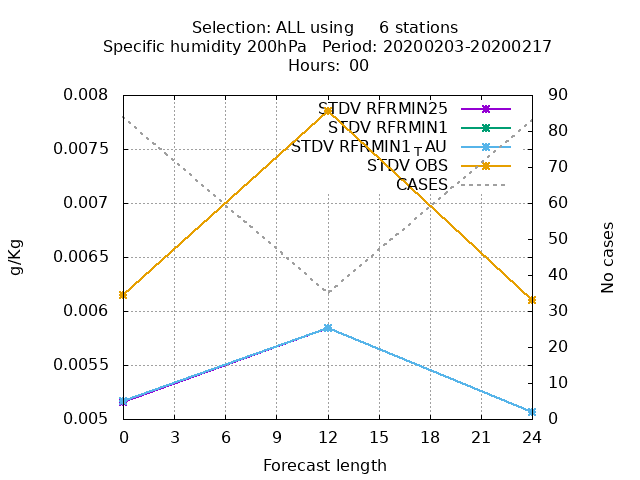 Selection: ALL using     6 stations
Specific humidity 200hPa   Period: 20200203-20200217
Hours: 00
0.008
0.0075
0.007
0.0065
0.006
0.0055
0.005
g/Kg
STDV RFRMIN25
STDV RFRMIN1
STDV RFRMIN1_TAU
STDV OBS
CASES
90
80
70
60
50
40
30
20
10
0
No cases
0 3 6 9 12 15 18 21 24
Forecast length